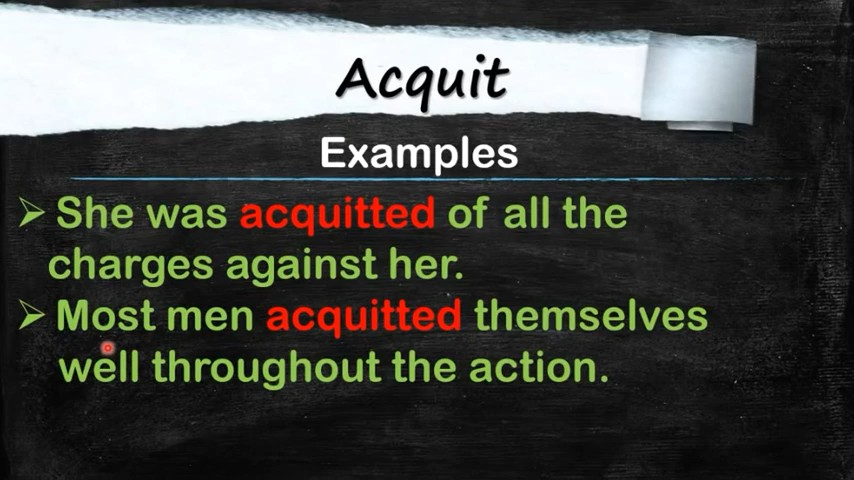 Acquit
Examples
➢ She was acquitted of all the
charges against her.
➢ Most men acquitted themselves
well throughout the action.